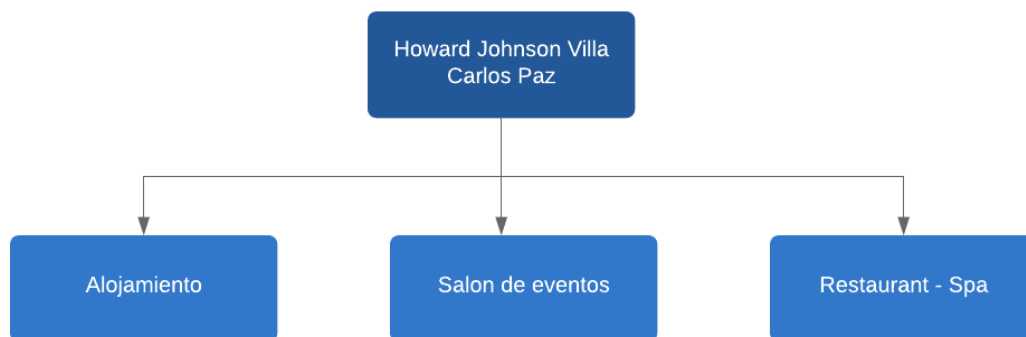 Howard Johnson Villa
Carlos Paz
Alojamiento
Salon de eventos
Restaurant - Spa